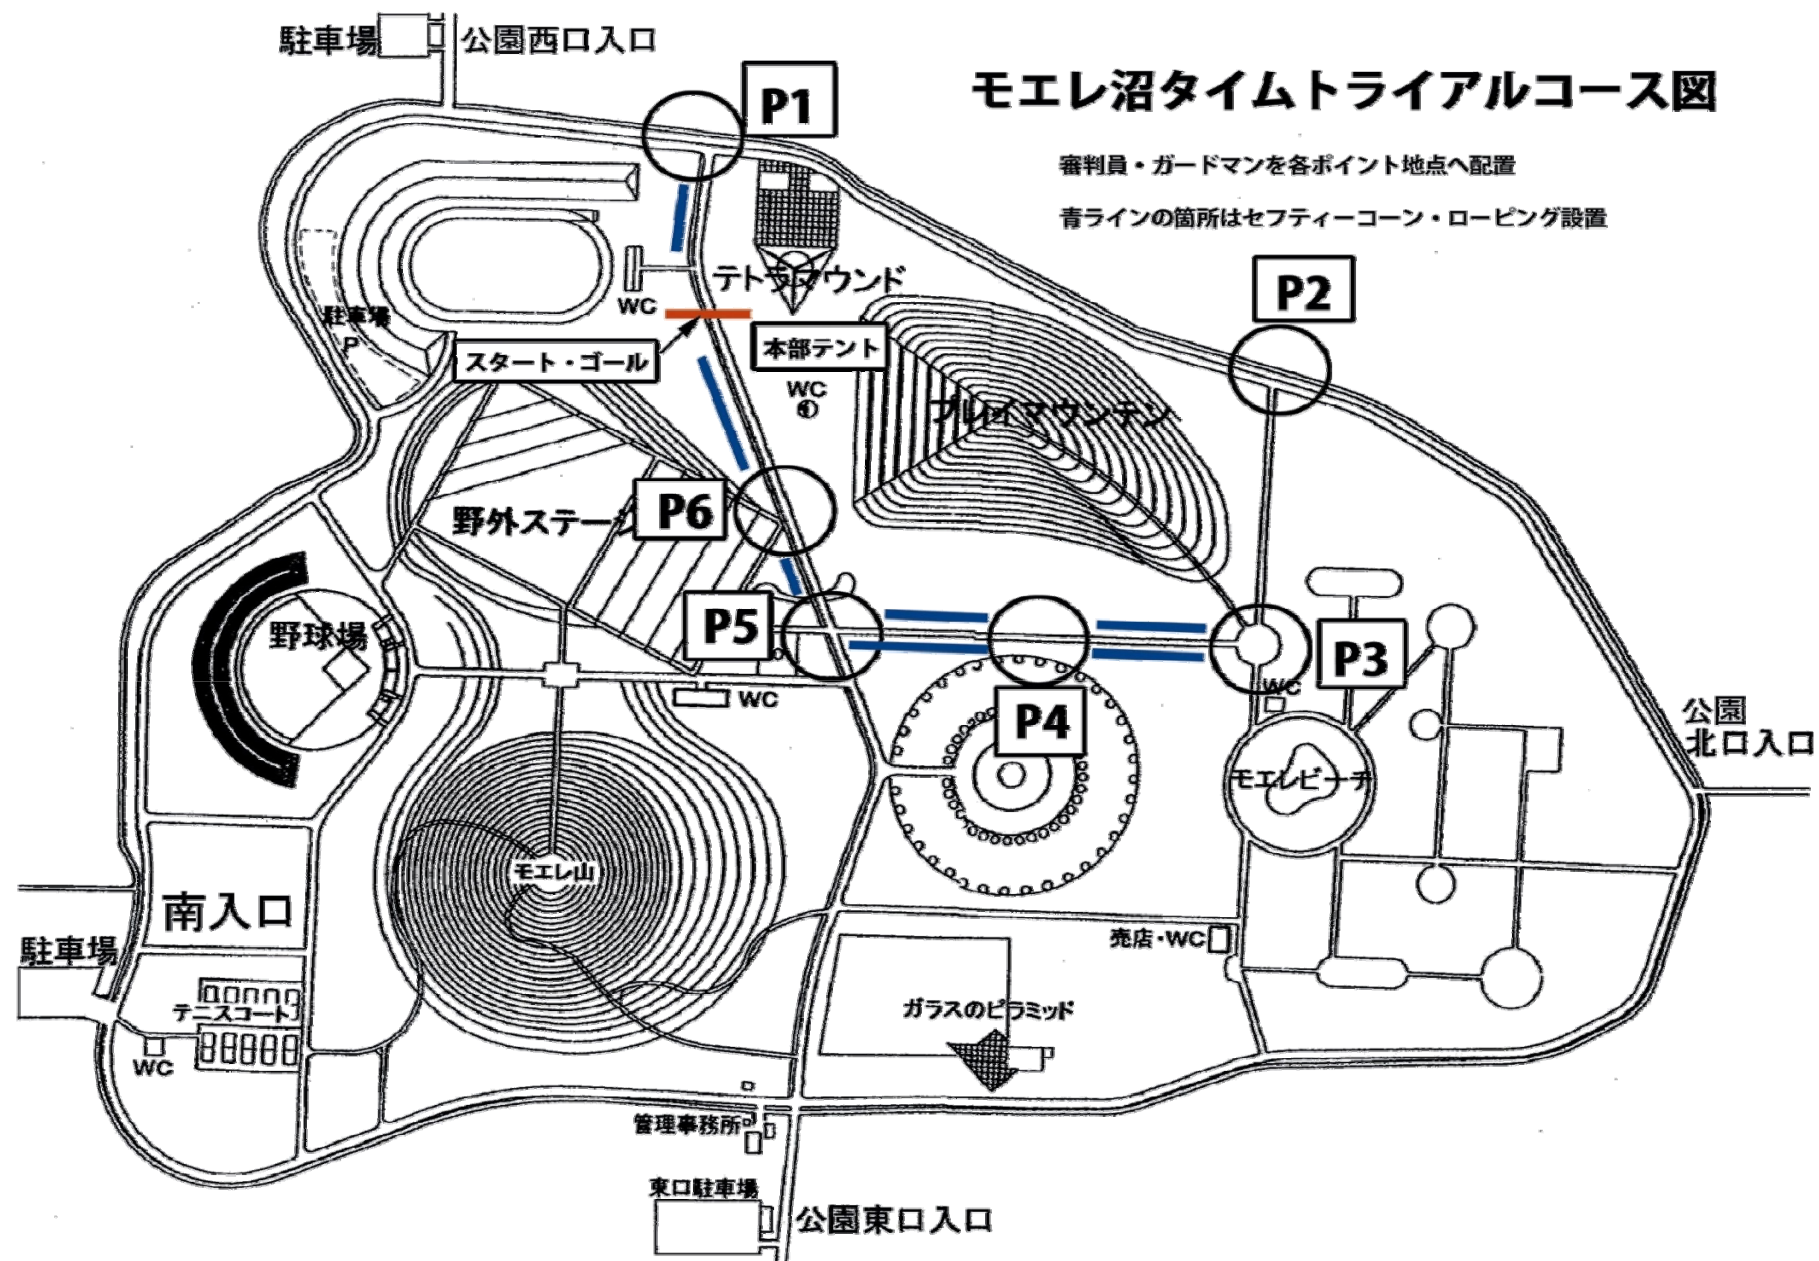 駐車場
公園西口入口
P1
モエレ沼タイムトライアルコース図
審判員・ガードマンを各ポイント地点へ配置
青ラインの箇所はセフティーコーン・ローピング設置
テトラマウンド
WC
P2
駐車場
P
スタート・ゴール
本部テント
WC
プレイマウンテン
野外ステージ
P6
P5
野球場
P3
WC
WC
P4
公園
北口入口
モエレビーチ
モエレ山
南入口
駐車場
売店・WC
テニスコート
ガラスのピラミッド
WC
管理事務所
東口駐車場
公園東口入口